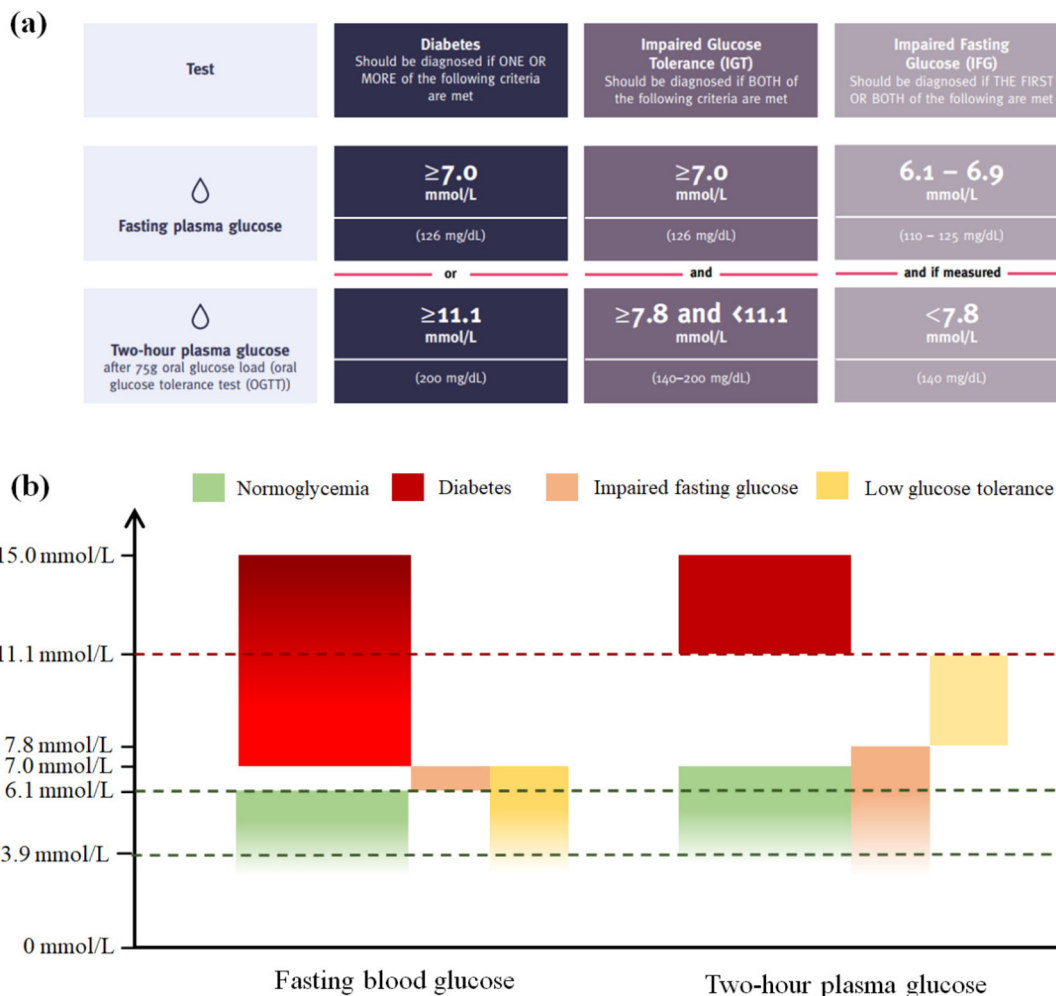 (a)
Test
Diabetes
Should be diagnosed if ONE OR
MORE of the following criteria
are met
Impaired Glucose
Tolerance (IGT)
Should be diagnosed if BOTH of
the following criteria are met
Impaired Fasting
Glucose (IFG)
Should be diagnosed if THE FIRST
OR BOTH of the following are met
Fasting plasma glucose
≥7.0
mmol/L
(126 mg/dL)
≥7.0
mmol/L
(126 mg/dL)
6.1 – 6.9
mmol/L
(110 – 125 mg/dL)
or
and
and if measured
Two-hour plasma glucose
after 75g oral glucose load (oral
glucose tolerance test (OGTT))
≥11.1
mmol/L
(200 mg/dL)
≥7.8 and <11.1
mmol/L
(140–200 mg/dL)
<7.8
mmol/L
(140 mg/dL)
(b)
Normoglycemia
Diabetes
Impaired fasting glucose
Low glucose tolerance
15.0 mmol/L
11.1 mmol/L
7.8 mmol/L
7.0 mmol/L
6.1 mmol/L
3.9 mmol/L
0 mmol/L
Fasting blood glucose
Two-hour plasma glucose